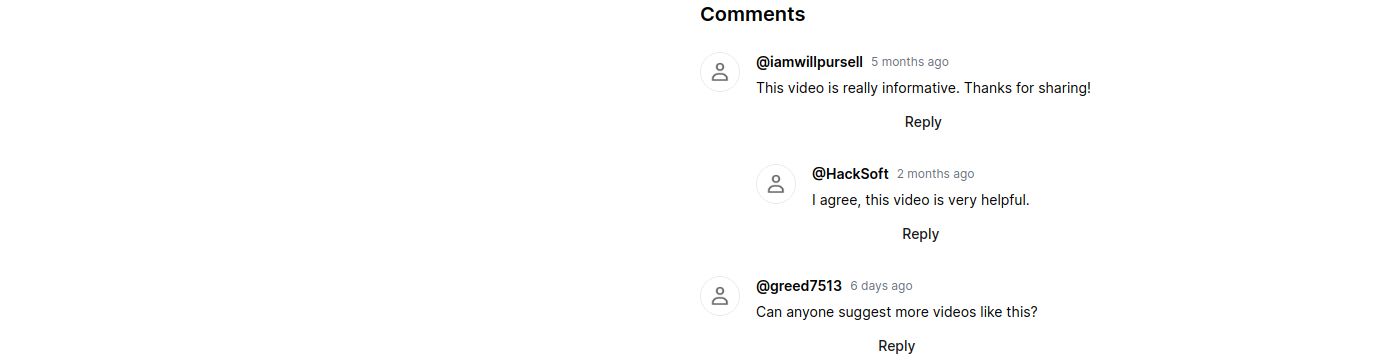 Comments
@iamwillpursell 5 months ago
This video is really informative. Thanks for sharing!
Reply
@HackSoft 2 months ago
I agree, this video is very helpful.
Reply
@greed7513 6 days ago
Can anyone suggest more videos like this?
Reply